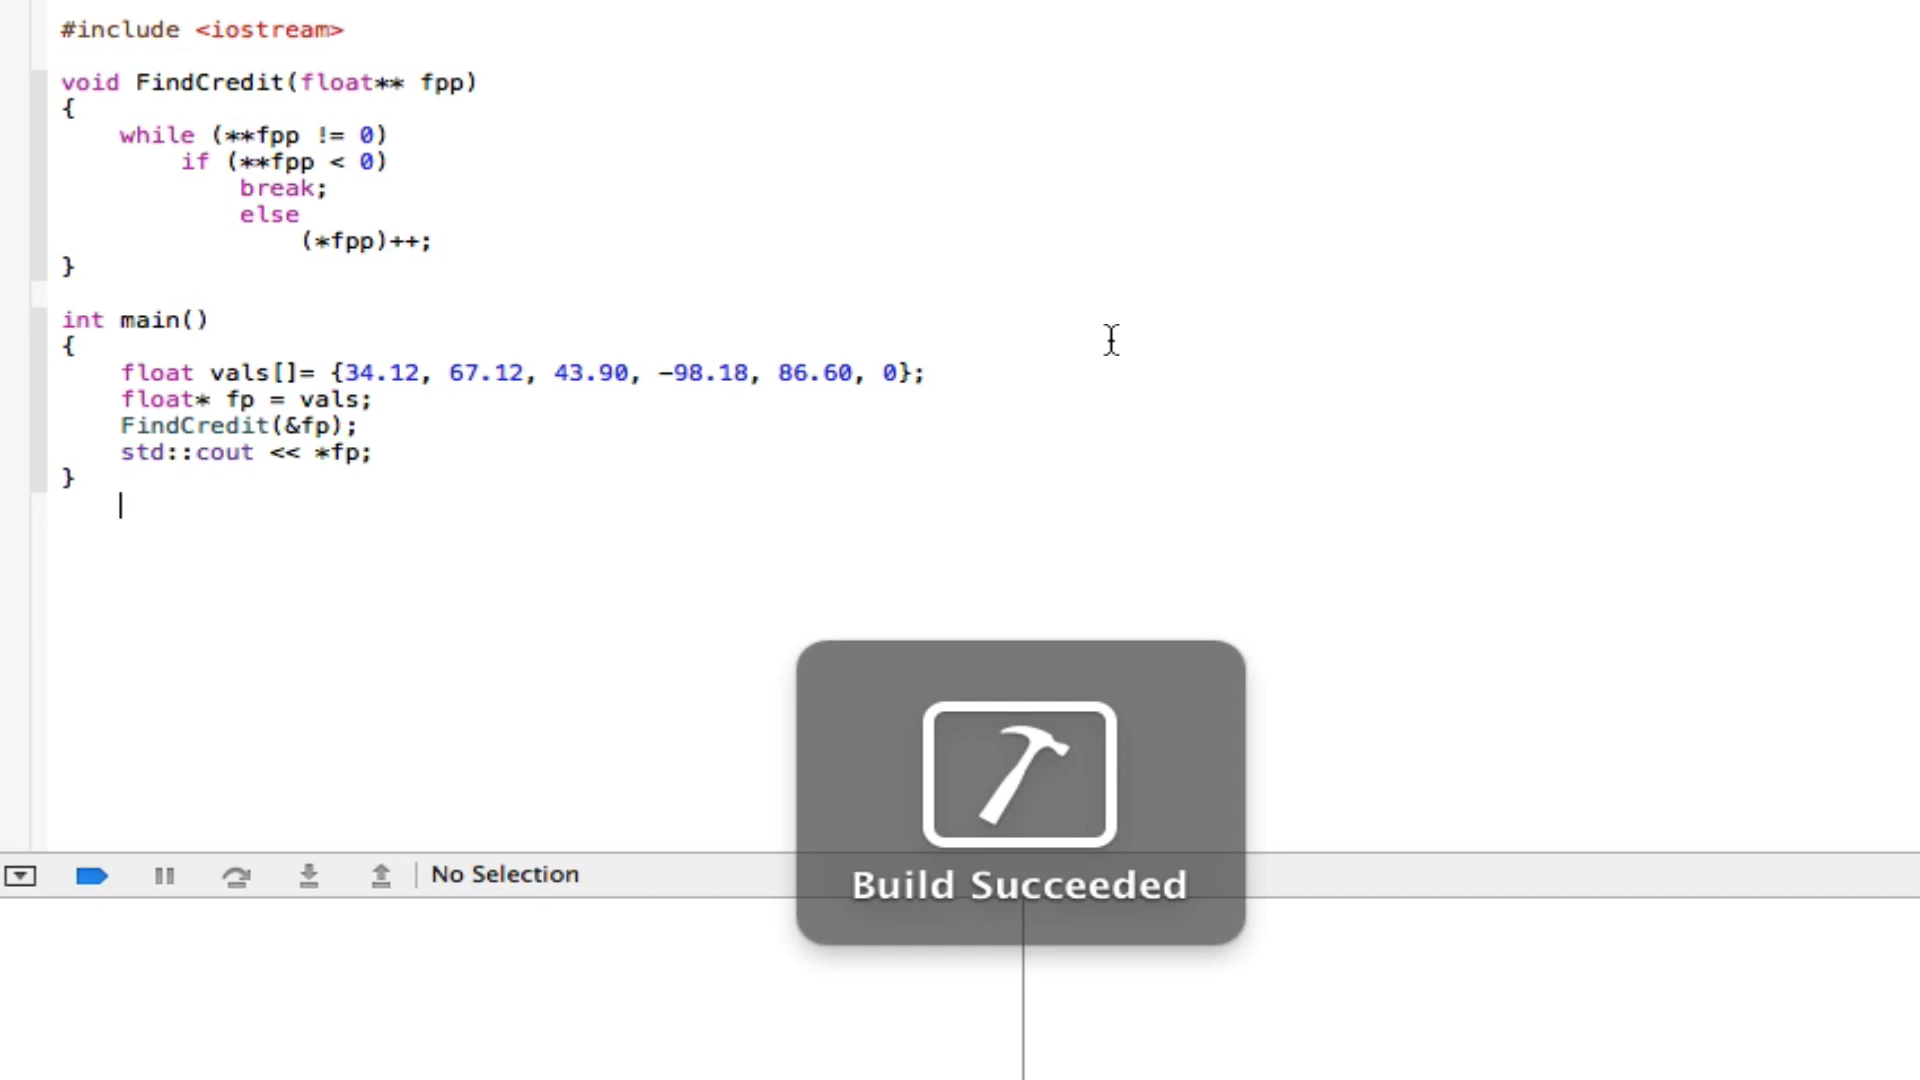 #include <iostream>
void FindCredit(float** fpp)
{
    while (**fpp != 0)
        if (**fpp < 0)
            break;
            else
                (*fpp)++;
}
int main()
{
    float vals[]= {34.12, 67.12, 43.90, -98.18, 86.60, 0};
    float* fp = vals;
    FindCredit(&fp);
    std::cout << *fp;
}
No Selection
Build Succeeded